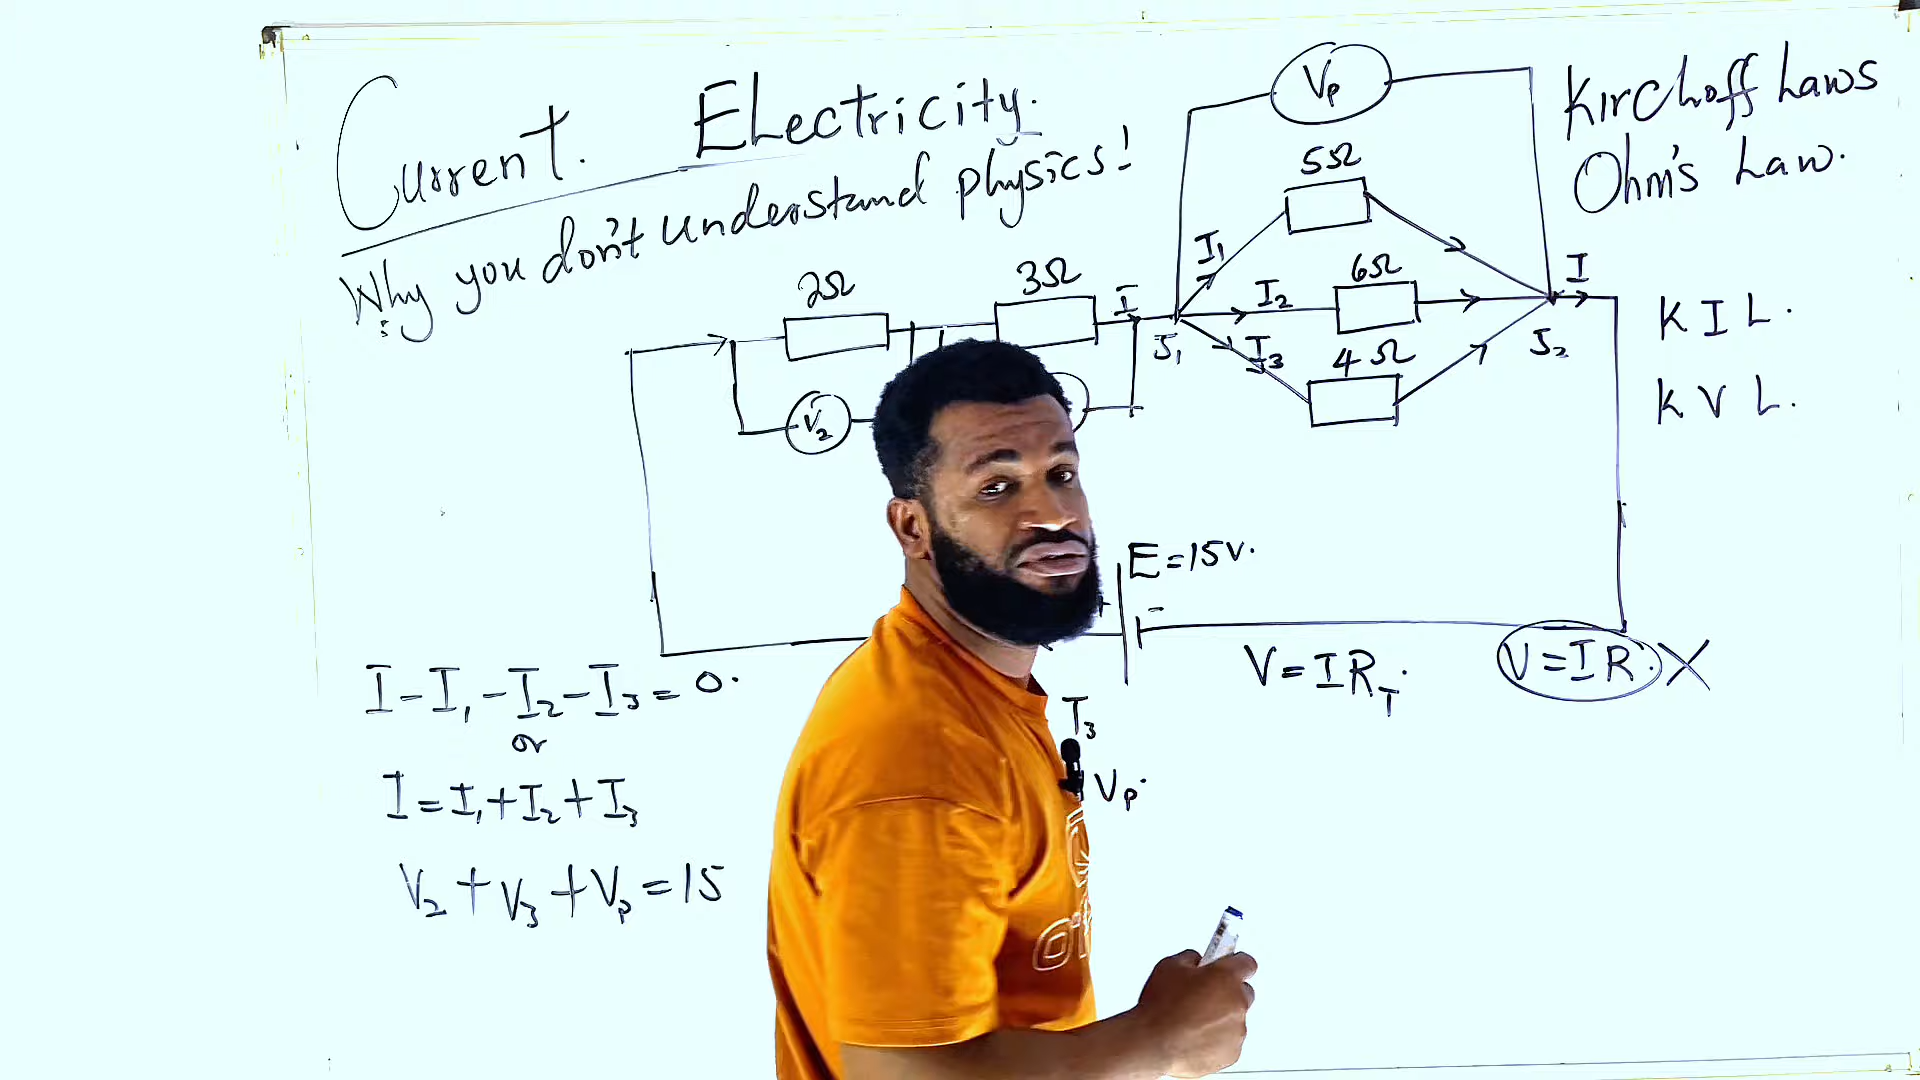 Current. Electricity.
Why you don't understand physics!
Kirchoff Laws
Ohm's Law.
K I L.
K V L.
Vp
5Ω
I1
6Ω
I2
4Ω
I3
I
J1
J2
I
2Ω
3Ω
V2
E=15V.
+
-
V=IRT.
V=IR. X
I-I1-I2-I3=0.
or
I=I1+I2+I3
V2+V3+Vp=15
Vp.